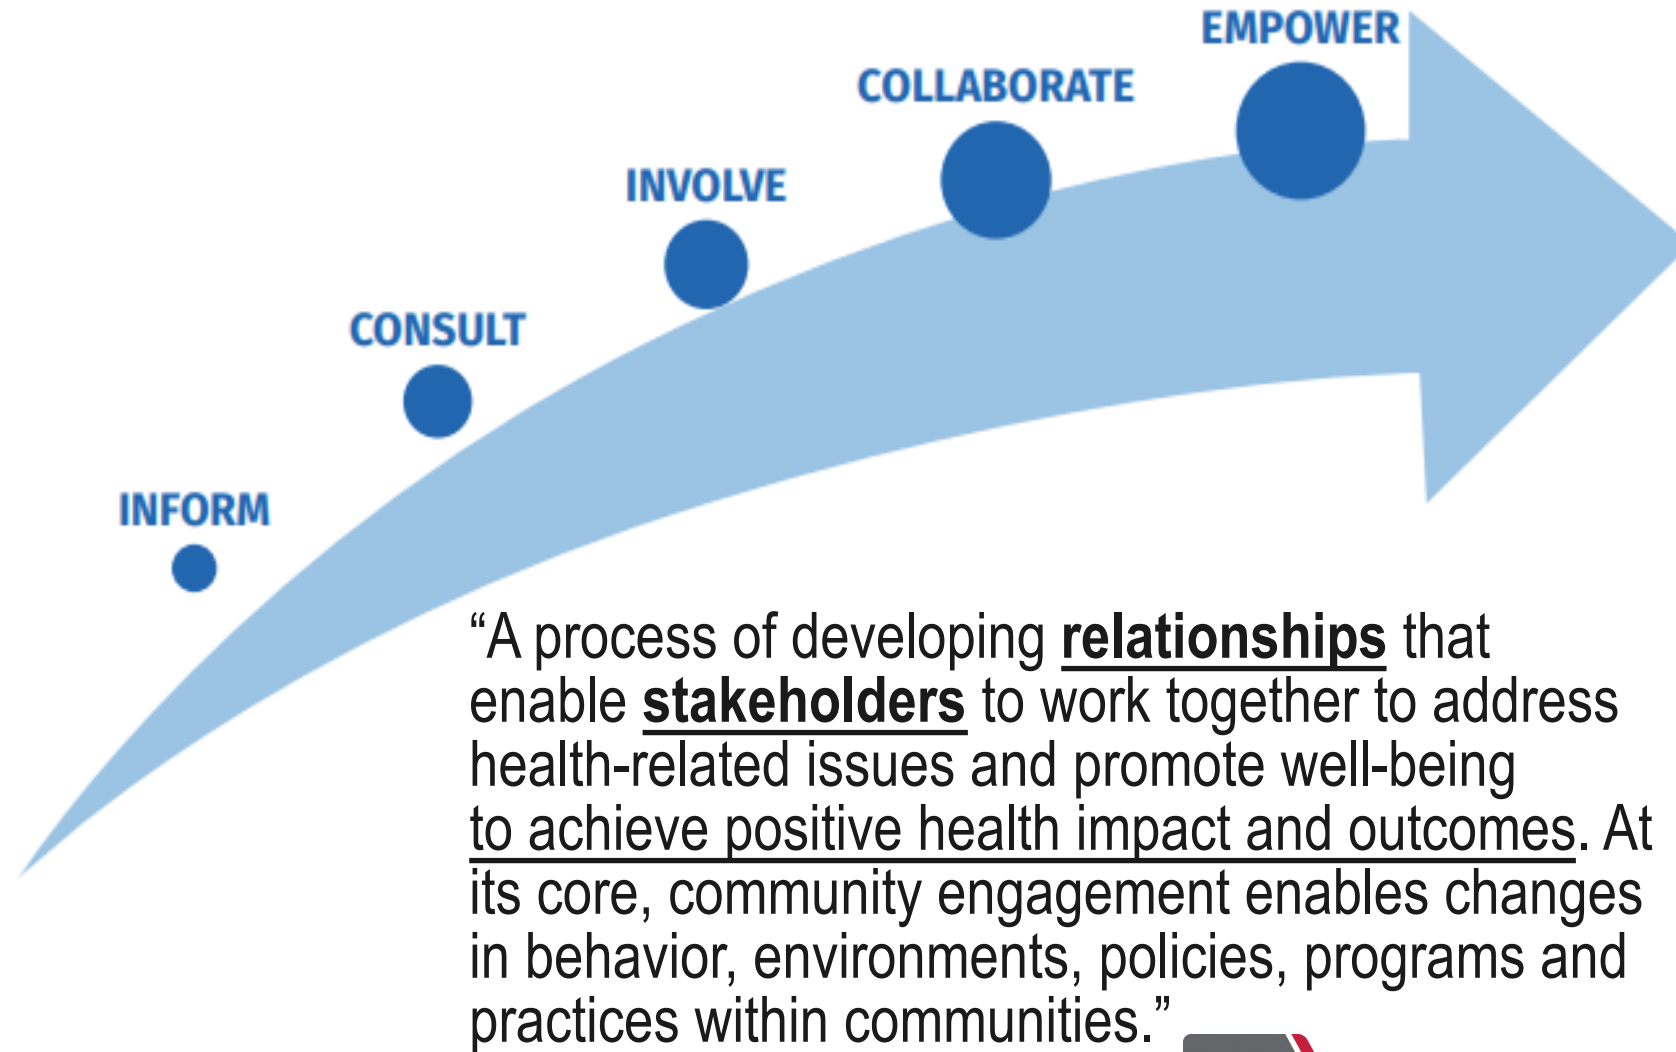 EMPOWER
COLLABORATE
INVOLVE
CONSULT
INFORM
“A process of developing relationships that
enable stakeholders to work together to address
health-related issues and promote well-being
to achieve positive health impact and outcomes. At
its core, community engagement enables changes
in behavior, environments, policies, programs and
practices within communities.”